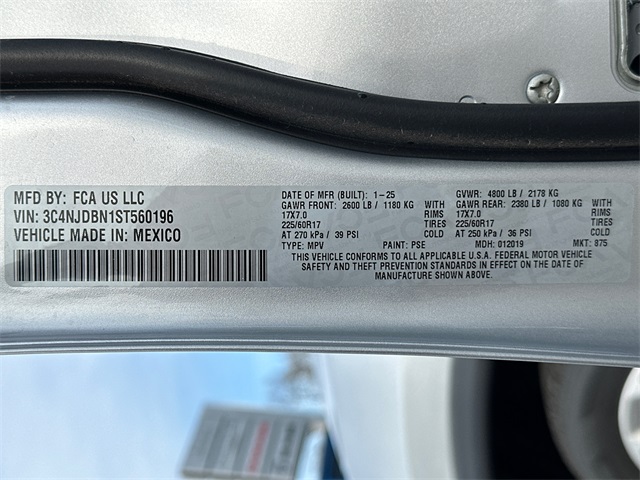 MFD BY: FCA US LLC
VIN: 3C4NJDBN1ST560196
VEHICLE MADE IN: MEXICO
DATE OF MFR (BUILT): 1-25 GVWR: 4800 LB / 2178 KG
GAWR FRONT: 2600 LB / 1180 KG WITH GAWR REAR: 2380 LB / 1080 KG WITH
17X7.0 RIMS 17X7.0 RIMS
225/60R17 TIRES 225/60R17 TIRES
AT 270 kPa / 39 PSI COLD AT 250 kPa / 36 PSI COLD
TYPE: MPV PAINT: PSE MDH: 012019 MKT: 875
THIS VEHICLE CONFORMS TO ALL APPLICABLE U.S.A. FEDERAL MOTOR VEHICLE
SAFETY AND THEFT PREVENTION STANDARDS IN EFFECT ON THE DATE OF
MANUFACTURE SHOWN ABOVE.